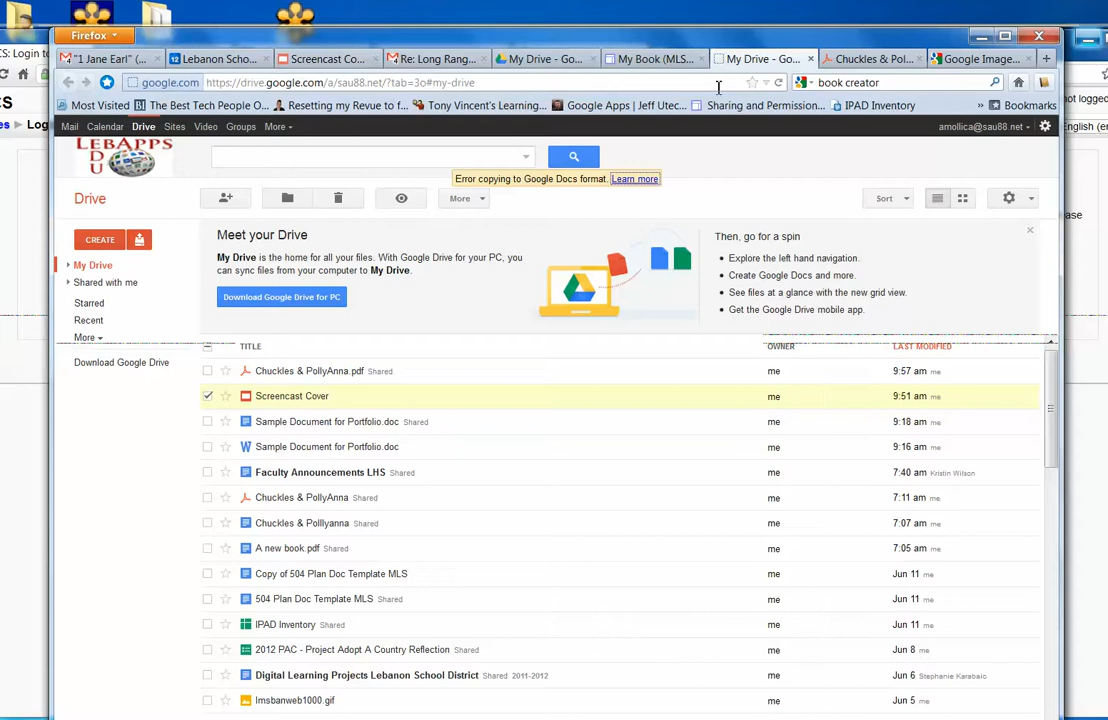 Firefox
"1 Jane Earl" (... × Lebanon Schoo... × Screencast Co... × Re: Long Rang... × My Drive - Go... × My Book (MLS... × My Drive - Go... × Chuckles & Pol... × Google Image... × +
google.com https://drive.google.com/a/sau88.net/?tab=3o#my-drive book creator
Most Visited The Best Tech People O... Resetting my Revue to f... Tony Vincent's Learning... Google Apps | Jeff Utec... Sharing and Permission... IPAD Inventory » Bookmarks
CS: Login to
not logged
Mail Calendar Drive Sites Video Groups More amollica@sau88.net
es ► Log
English (en
LEBAPPS
EDU
Error copying to Google Docs format. Learn more
Drive More Sort
CREATE
My Drive
Shared with me
Starred
Recent
More
Download Google Drive
Meet your Drive
My Drive is the home for all your files. With Google Drive for your PC, you
can sync files from your computer to My Drive.
Download Google Drive for PC
Then, go for a spin
Explore the left hand navigation.
Create Google Docs and more.
See files at a glance with the new grid view.
Get the Google Drive mobile app.
TITLE OWNER LAST MODIFIED
Chuckles & PollyAnna.pdf Shared me 9:57 am me
Screencast Cover me 9:51 am me
Sample Document for Portfolio.doc Shared me 9:18 am me
Sample Document for Portfolio.doc me 9:16 am me
Faculty Announcements LHS Shared me 7:40 am Kristin Wilson
Chuckles & PollyAnna Shared me 7:11 am me
Chuckles & Polllyanna Shared me 7:07 am me
A new book.pdf Shared me 7:05 am me
Copy of 504 Plan Doc Template MLS me Jun 11 me
504 Plan Doc Template MLS Shared me Jun 11 me
IPAD Inventory Shared me Jun 11 me
2012 PAC - Project Adopt A Country Reflection Shared me Jun 8 me
Digital Learning Projects Lebanon School District Shared 2011-2012 me Jun 6 Stephanie Karabaic
lmsbanweb1000.gif me Jun 5 me